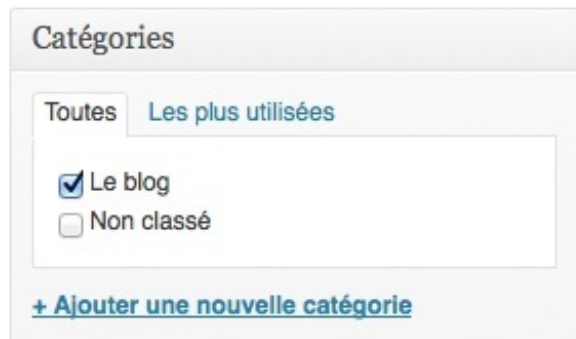 Catégories
Toutes Les plus utilisées
Le blog
Non classé
+ Ajouter une nouvelle catégorie